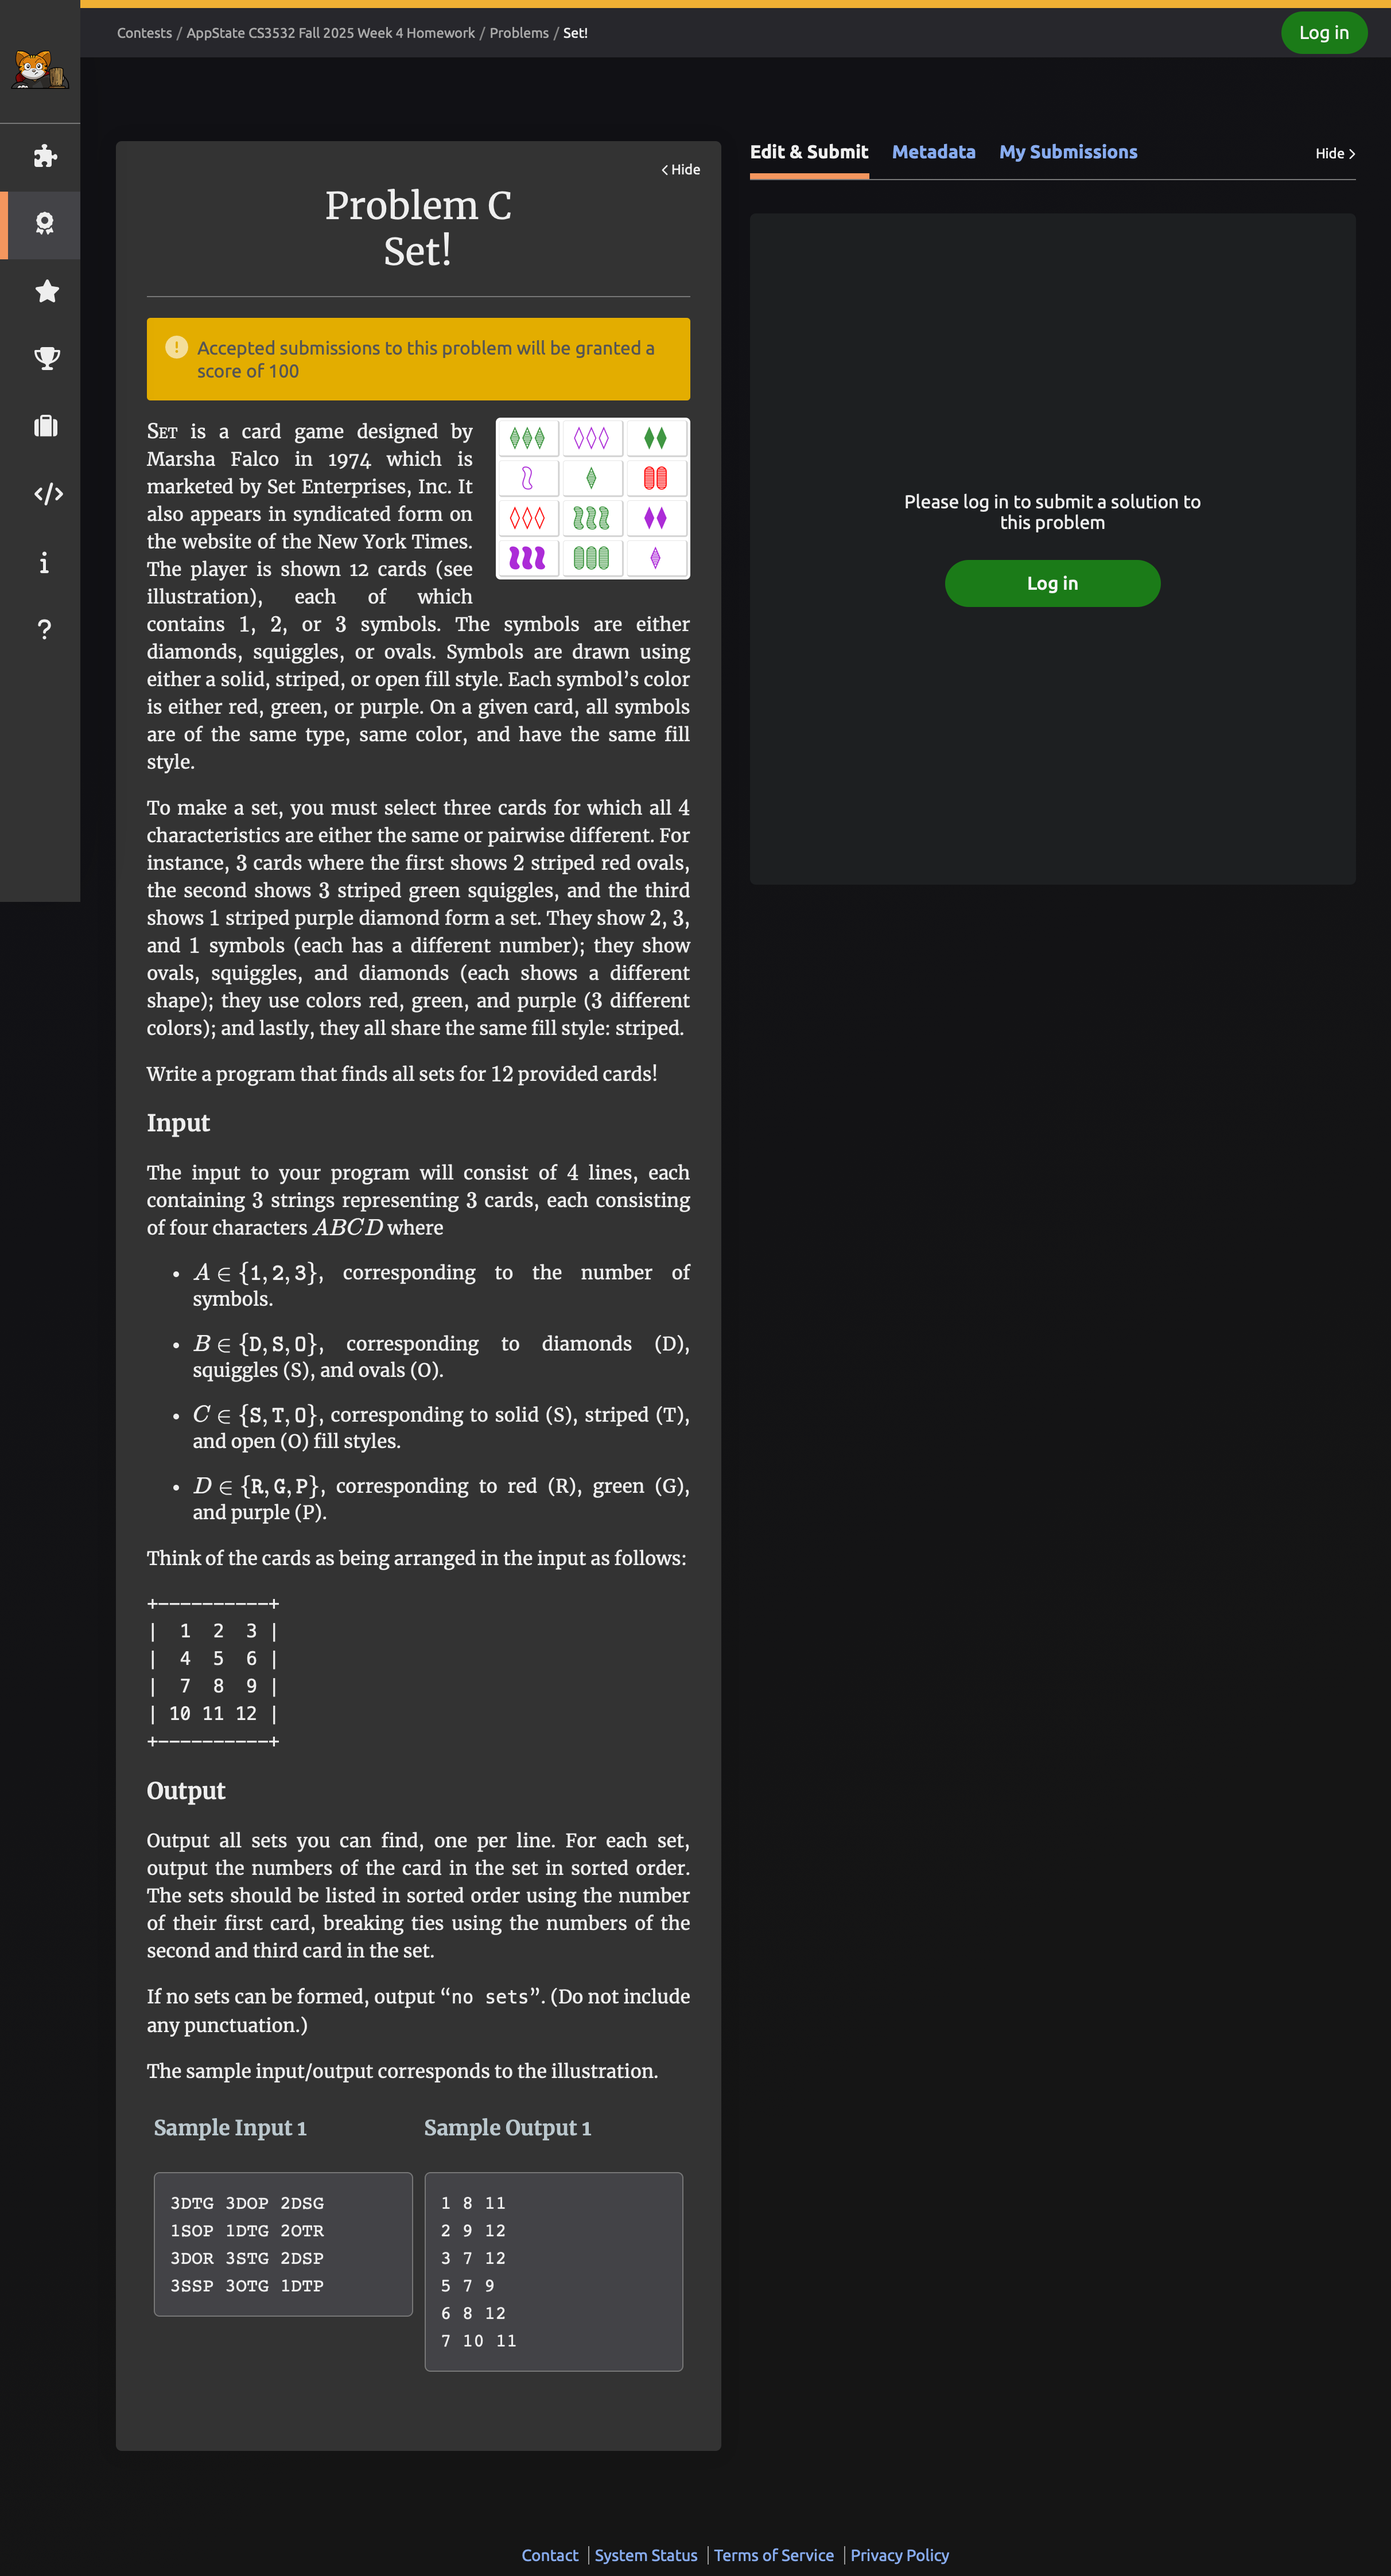 Contests / AppState CS3532 Fall 2025 Week 4 Homework / Problems / Set!
Log in
Hide
Problem C
Set!
Accepted submissions to this problem will be granted a
score of 100
SET is a card game designed by
Marsha Falco in 1974 which is
marketed by Set Enterprises, Inc. It
also appears in syndicated form on
the website of the New York Times.
The player is shown 12 cards (see
illustration), each of which
contains 1, 2, or 3 symbols. The symbols are either
diamonds, squiggles, or ovals. Symbols are drawn using
either a solid, striped, or open fill style. Each symbol’s color
is either red, green, or purple. On a given card, all symbols
are of the same type, same color, and have the same fill
style.
To make a set, you must select three cards for which all 4
characteristics are either the same or pairwise different. For
instance, 3 cards where the first shows 2 striped red ovals,
the second shows 3 striped green squiggles, and the third
shows 1 striped purple diamond form a set. They show 2, 3,
and 1 symbols (each has a different number); they show
ovals, squiggles, and diamonds (each shows a different
shape); they use colors red, green, and purple (3 different
colors); and lastly, they all share the same fill style: striped.
Write a program that finds all sets for 12 provided cards!
Input
The input to your program will consist of 4 lines, each
containing 3 strings representing 3 cards, each consisting
of four characters ABCD where
• A ∈ {1, 2, 3}, corresponding to the number of
symbols.
• B ∈ {D, S, O}, corresponding to diamonds (D),
squiggles (S), and ovals (O).
• C ∈ {S, T, O}, corresponding to solid (S), striped (T),
and open (O) fill styles.
• D ∈ {R, G, P}, corresponding to red (R), green (G),
and purple (P).
Think of the cards as being arranged in the input as follows:
+----------+
|  1  2  3 |
|  4  5  6 |
|  7  8  9 |
| 10 11 12 |
+----------+
Output
Output all sets you can find, one per line. For each set,
output the numbers of the card in the set in sorted order.
The sets should be listed in sorted order using the number
of their first card, breaking ties using the numbers of the
second and third card in the set.
If no sets can be formed, output “no sets”. (Do not include
any punctuation.)
The sample input/output corresponds to the illustration.
Sample Input 1
3DTG 3DOP 2DSG
1SOP 1DTG 2OTR
3DOR 3STG 2DSP
3SSP 3OTG 1DTP
Sample Output 1
1 8 11
2 9 12
3 7 12
5 7 9
6 8 12
7 10 11
Edit & Submit Metadata My Submissions Hide
Please log in to submit a solution to
this problem
Log in
Contact | System Status | Terms of Service | Privacy Policy